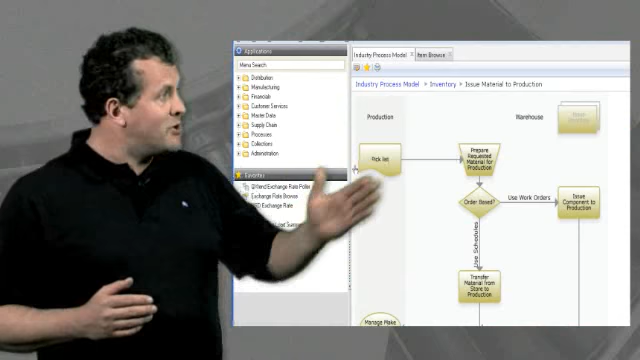 Applications
Menu Search
Distribution
Manufacturing
Financials
Customer Services
Master Data
Supply Chain
Processes
Collections
Administration
Favorites
Exchange Rate Browse
Exchange Rate
Industry Process Model
Item Browse
Industry Process Model > Inventory > Issue Material to Production
Production
Warehouse
Pick list
Prepare
Requested
Material for
Production
Order Based?
Use Work Orders
Issue
Component to
Production
Use Schedules
Transfer
Material from
Store to
Production
Manage Make